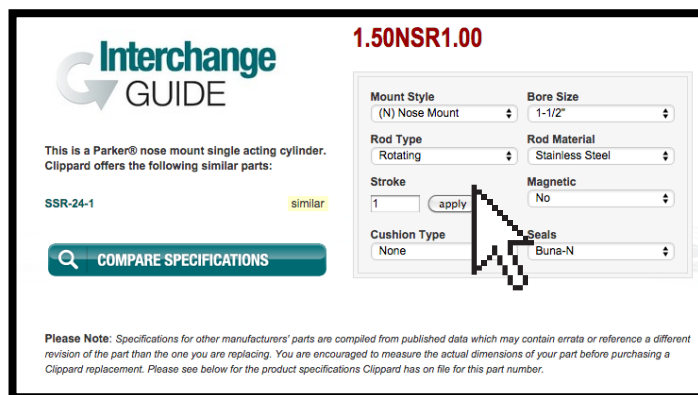 Interchange
GUIDE
This is a Parker® nose mount single acting cylinder.
Clippard offers the following similar parts:
SSR-24-1 similar
COMPARE SPECIFICATIONS
1.50NSR1.00
Mount Style Bore Size
(N) Nose Mount 1-1/2"
Rod Type Rod Material
Rotating Stainless Steel
Stroke Magnetic
1 apply No
Cushion Type Seals
None Buna-N
Please Note: Specifications for other manufacturers' parts are compiled from published data which may contain errata or reference a different
revision of the part than the one you are replacing. You are encouraged to measure the actual dimensions of your part before purchasing a
Clippard replacement. Please see below for the product specifications Clippard has on file for this part number.